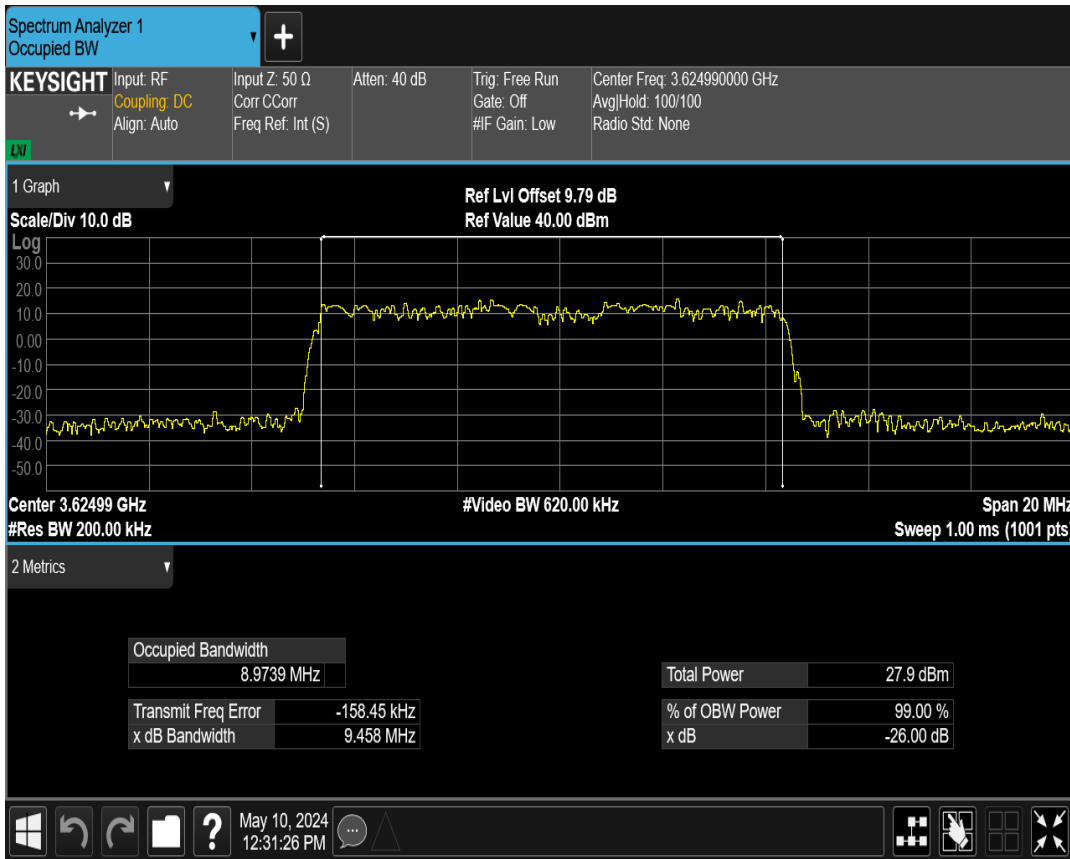 Spectrum Analyzer 1
Occupied BW
+
KEYSIGHT
LXI
Input: RF
Coupling: DC
Align: Auto
Input Z: 50 Ω
Corr CCorr
Freq Ref: Int (S)
Atten: 40 dB
Trig: Free Run
Gate: Off
#IF Gain: Low
Center Freq: 3.624990000 GHz
Avg|Hold: 100/100
Radio Std: None
1 Graph
Scale/Div 10.0 dB
Ref Lvl Offset 9.79 dB
Ref Value 40.00 dBm
Log
30.0
20.0
10.0
0.00
-10.0
-20.0
-30.0
-40.0
-50.0
Center 3.62499 GHz
#Video BW 620.00 kHz
Span 20 MHz
#Res BW 200.00 kHz
Sweep 1.00 ms (1001 pts)
2 Metrics
Occupied Bandwidth
8.9739 MHz
Total Power 27.9 dBm
Transmit Freq Error -158.45 kHz
% of OBW Power 99.00 %
x dB Bandwidth 9.458 MHz
x dB -26.00 dB
?
May 10, 2024
12:31:26 PM